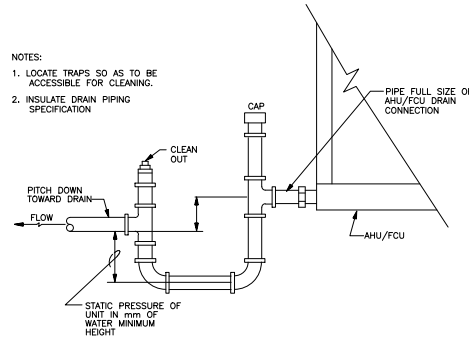 NOTES:
1. LOCATE TRAPS SO AS TO BE
ACCESSIBLE FOR CLEANING.
2. INSULATE DRAIN PIPING
SPECIFICATION
CAP
PIPE FULL SIZE OF
AHU/FCU DRAIN
CONNECTION
CLEAN
OUT
PITCH DOWN
TOWARD DRAIN
FLOW
AHU/FCU
STATIC PRESSURE OF
UNIT IN mm OF
WATER MINIMUM
HEIGHT